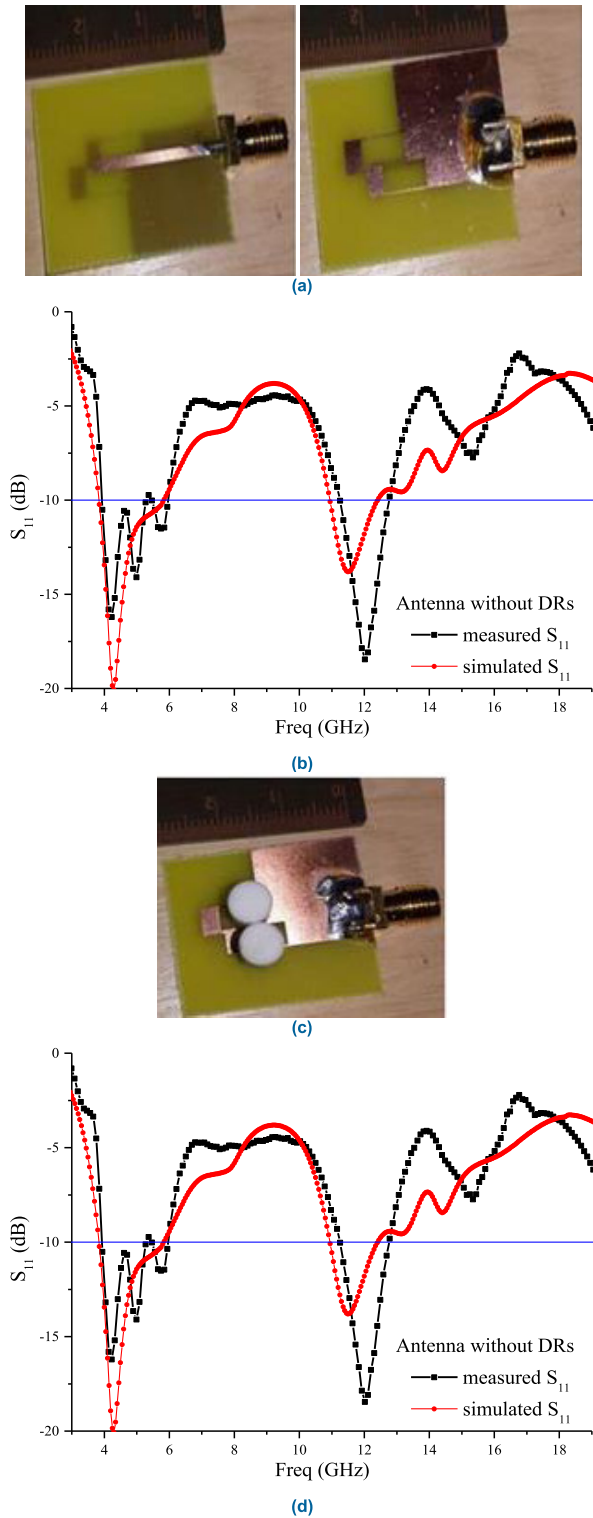 (a)
0
-5
-10
-15
-20
S11 (dB)
Antenna without DRs
measured S11
simulated S11
4 6 8 10 12 14 16 18
Freq (GHz)
(b)
(c)
0
-5
-10
-15
-20
S11 (dB)
Antenna without DRs
measured S11
simulated S11
4 6 8 10 12 14 16 18
Freq (GHz)
(d)